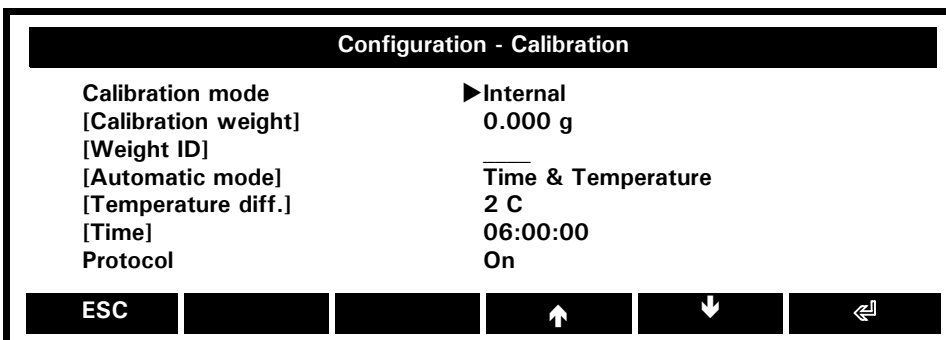 Configuration - Calibration
Calibration mode ▶Internal
[Calibration weight] 0.000 g
[Weight ID] ____
[Automatic mode] Time & Temperature
[Temperature diff.] 2 C
[Time] 06:00:00
Protocol On
ESC